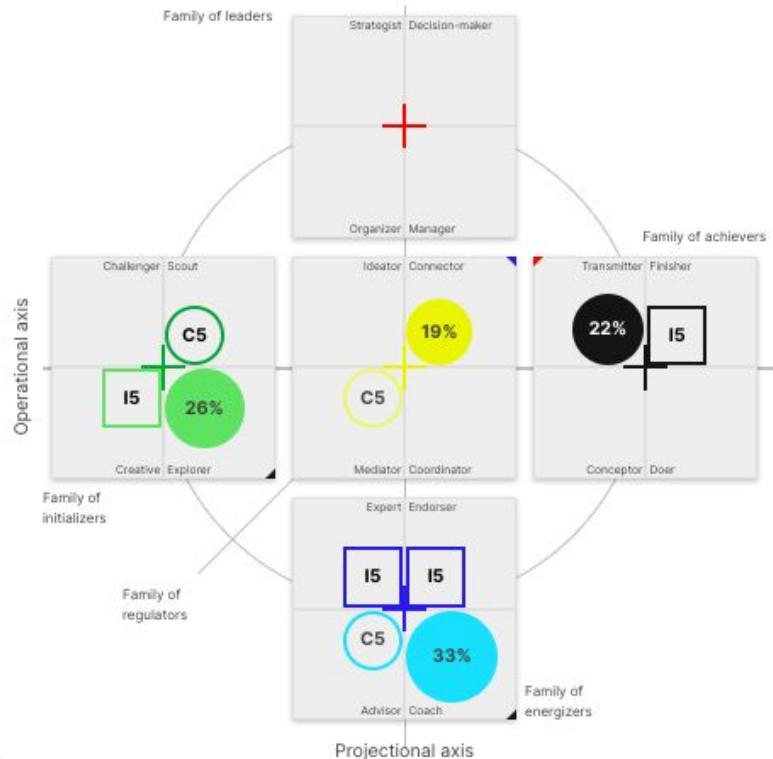 Family of leaders
Strategist Decision-maker
Organizer Manager
Family of achievers
Challenger Scout
Ideator Connector
Transmitter Finisher
C5
19%
22%
I5
Operational axis
I5
26%
C5
Creative Explorer
Mediator Coordinator
Conceptor Doer
Family of
initializers
Expert Endorser
I5
I5
Family of
regulators
C5
33%
Advisor Coach
Family of
energizers
Projectional axis